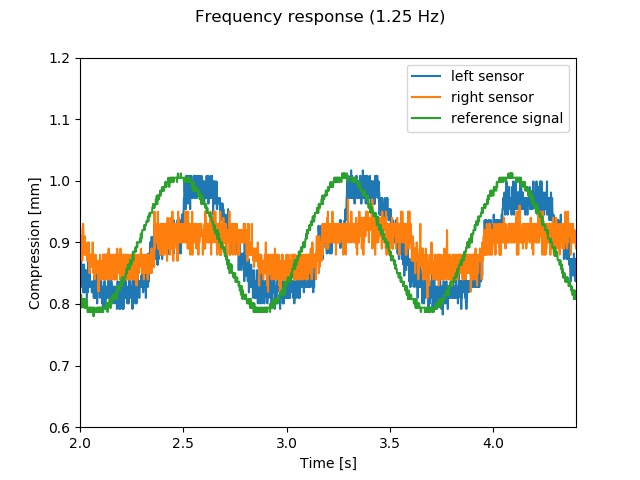 Frequency response (1.25 Hz)
1.2
1.1
1.0
0.9
0.8
0.7
0.6
Compression [mm]
left sensor
right sensor
reference signal
2.0 2.5 3.0 3.5 4.0
Time [s]